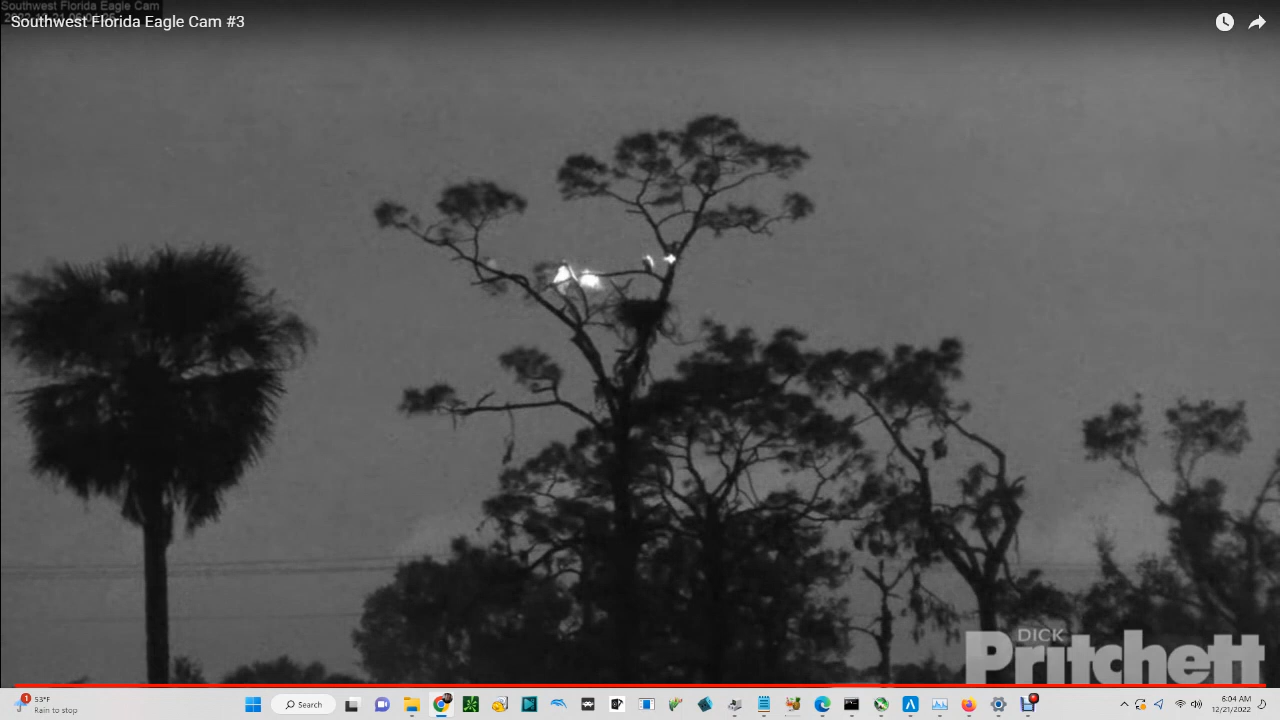 Southwest Florida Eagle Cam
Southwest Florida Eagle Cam #3
DICK
Pritchett
1
53°F
Rain to stop
Search
6:04 AM
12/21/2022